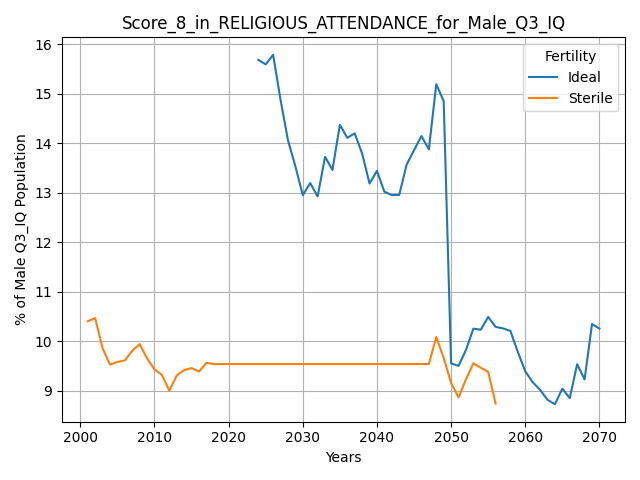 Score_8_in_RELIGIOUS_ATTENDANCE_for_Male_Q3_IQ
Fertility
Ideal
Sterile
% of Male Q3_IQ Population
16
15
14
13
12
11
10
9
2000 2010 2020 2030 2040 2050 2060 2070
Years